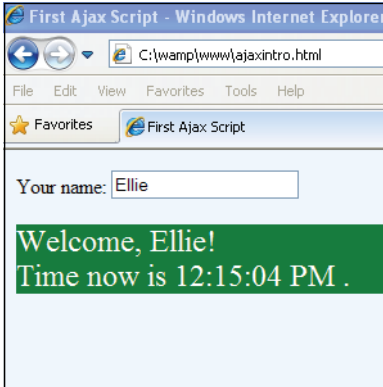 First Ajax Script - Windows Internet Explorer
C:\wamp\www\ajaxintro.html
File Edit View Favorites Tools Help
Favorites First Ajax Script
Your name: Ellie
Welcome, Ellie!
Time now is 12:15:04 PM .